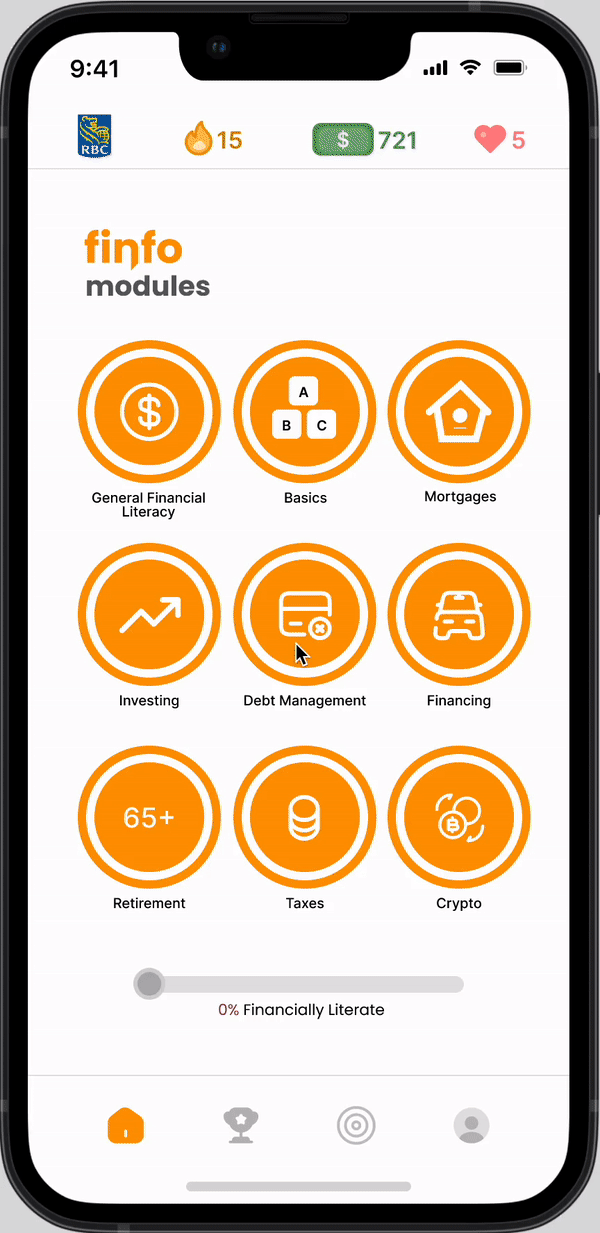 9:41
RBC
15
$ 721
5
finfo
modules
$
A
B C
General Financial
Literacy
Basics
Mortgages
Investing
Debt Management
Financing
65+
Retirement
Taxes
Crypto
0% Financially Literate